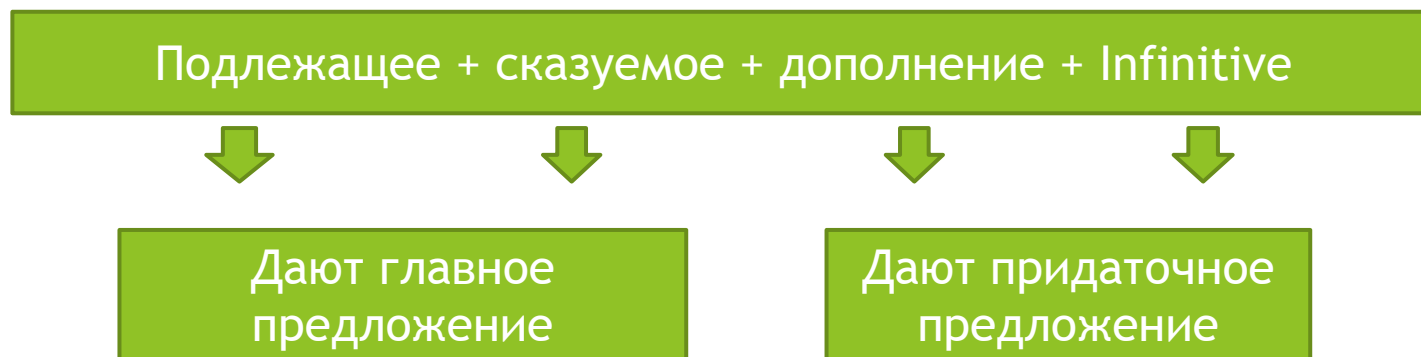 Подлежащее + сказуемое + дополнение + Infinitive
Дают главное
предложение
Дают придаточное
предложение